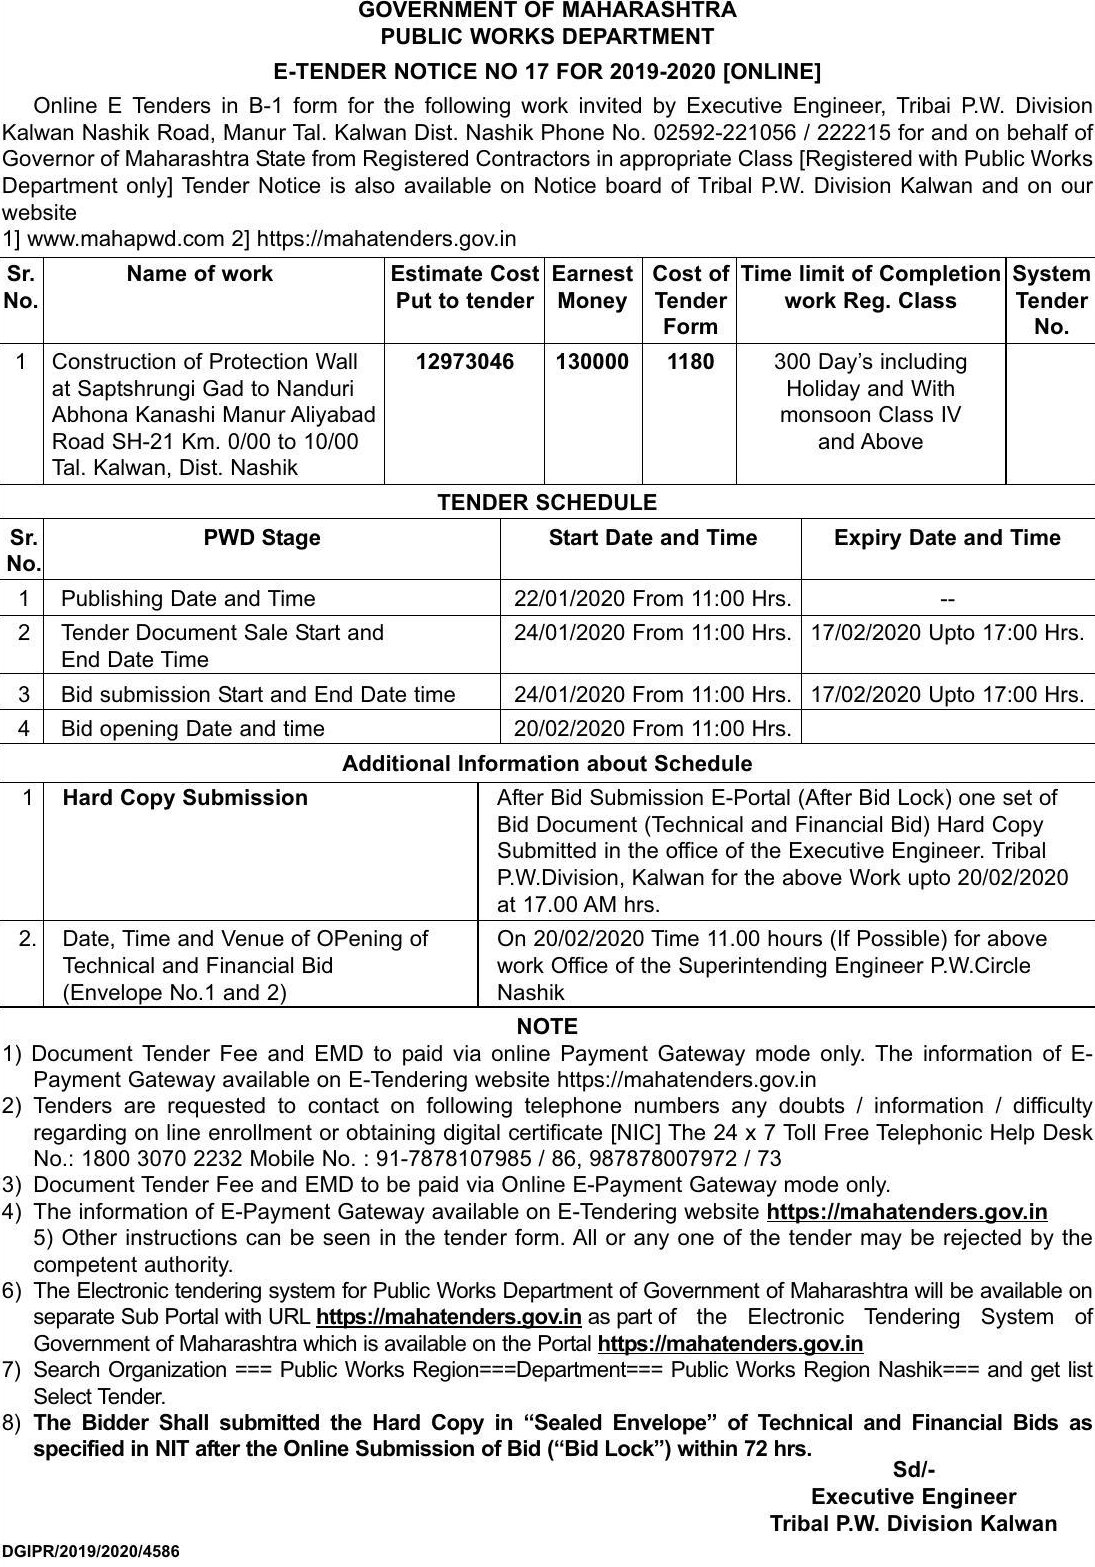 GOVERNMENT OF MAHARASHTRA
PUBLIC WORKS DEPARTMENT
E-TENDER NOTICE NO 17 FOR 2019-2020 [ONLINE]
Online E Tenders in B-1 form for the following work invited by Executive Engineer, Tribai P.W. Division
Kalwan Nashik Road, Manur Tal. Kalwan Dist. Nashik Phone No. 02592-221056 / 222215 for and on behalf of
Governor of Maharashtra State from Registered Contractors in appropriate Class [Registered with Public Works
Department only] Tender Notice is also available on Notice board of Tribal P.W. Division Kalwan and on our
website
1] www.mahapwd.com 2] https://mahatenders.gov.in
Sr. Name of work Estimate Cost Earnest Cost of Time limit of Completion System
No. Put to tender Money Tender work Reg. Class Tender
Form No.
1 Construction of Protection Wall 12973046 130000 1180 300 Day's including
at Saptshrungi Gad to Nanduri Holiday and With
Abhona Kanashi Manur Aliyabad monsoon Class IV
Road SH-21 Km. 0/00 to 10/00 and Above
Tal. Kalwan, Dist. Nashik
TENDER SCHEDULE
Sr. PWD Stage Start Date and Time Expiry Date and Time
No.
1 Publishing Date and Time 22/01/2020 From 11:00 Hrs. --
2 Tender Document Sale Start and 24/01/2020 From 11:00 Hrs. 17/02/2020 Upto 17:00 Hrs.
End Date Time
3 Bid submission Start and End Date time 24/01/2020 From 11:00 Hrs. 17/02/2020 Upto 17:00 Hrs.
4 Bid opening Date and time 20/02/2020 From 11:00 Hrs.
Additional Information about Schedule
1 Hard Copy Submission After Bid Submission E-Portal (After Bid Lock) one set of
Bid Document (Technical and Financial Bid) Hard Copy
Submitted in the office of the Executive Engineer. Tribal
P.W.Division, Kalwan for the above Work upto 20/02/2020
at 17.00 AM hrs.
2. Date, Time and Venue of OPening of On 20/02/2020 Time 11.00 hours (If Possible) for above
Technical and Financial Bid work Office of the Superintending Engineer P.W.Circle
(Envelope No.1 and 2) Nashik
NOTE
1) Document Tender Fee and EMD to paid via online Payment Gateway mode only. The information of E-
Payment Gateway available on E-Tendering website https://mahatenders.gov.in
2) Tenders are requested to contact on following telephone numbers any doubts / information / difficulty
regarding on line enrollment or obtaining digital certificate [NIC] The 24 x 7 Toll Free Telephonic Help Desk
No.: 1800 3070 2232 Mobile No. : 91-7878107985 / 86, 987878007972 / 73
3) Document Tender Fee and EMD to be paid via Online E-Payment Gateway mode only.
4) The information of E-Payment Gateway available on E-Tendering website https://mahatenders.gov.in
5) Other instructions can be seen in the tender form. All or any one of the tender may be rejected by the
competent authority.
6) The Electronic tendering system for Public Works Department of Government of Maharashtra will be available on
separate Sub Portal with URL https://mahatenders.gov.in as part of the Electronic Tendering System of
Government of Maharashtra which is available on the Portal https://mahatenders.gov.in
7) Search Organization === Public Works Region===Department=== Public Works Region Nashik=== and get list
Select Tender.
8) The Bidder Shall submitted the Hard Copy in “Sealed Envelope” of Technical and Financial Bids as
specified in NIT after the Online Submission of Bid (“Bid Lock”) within 72 hrs.
Sd/-
Executive Engineer
Tribal P.W. Division Kalwan
DGIPR/2019/2020/4586